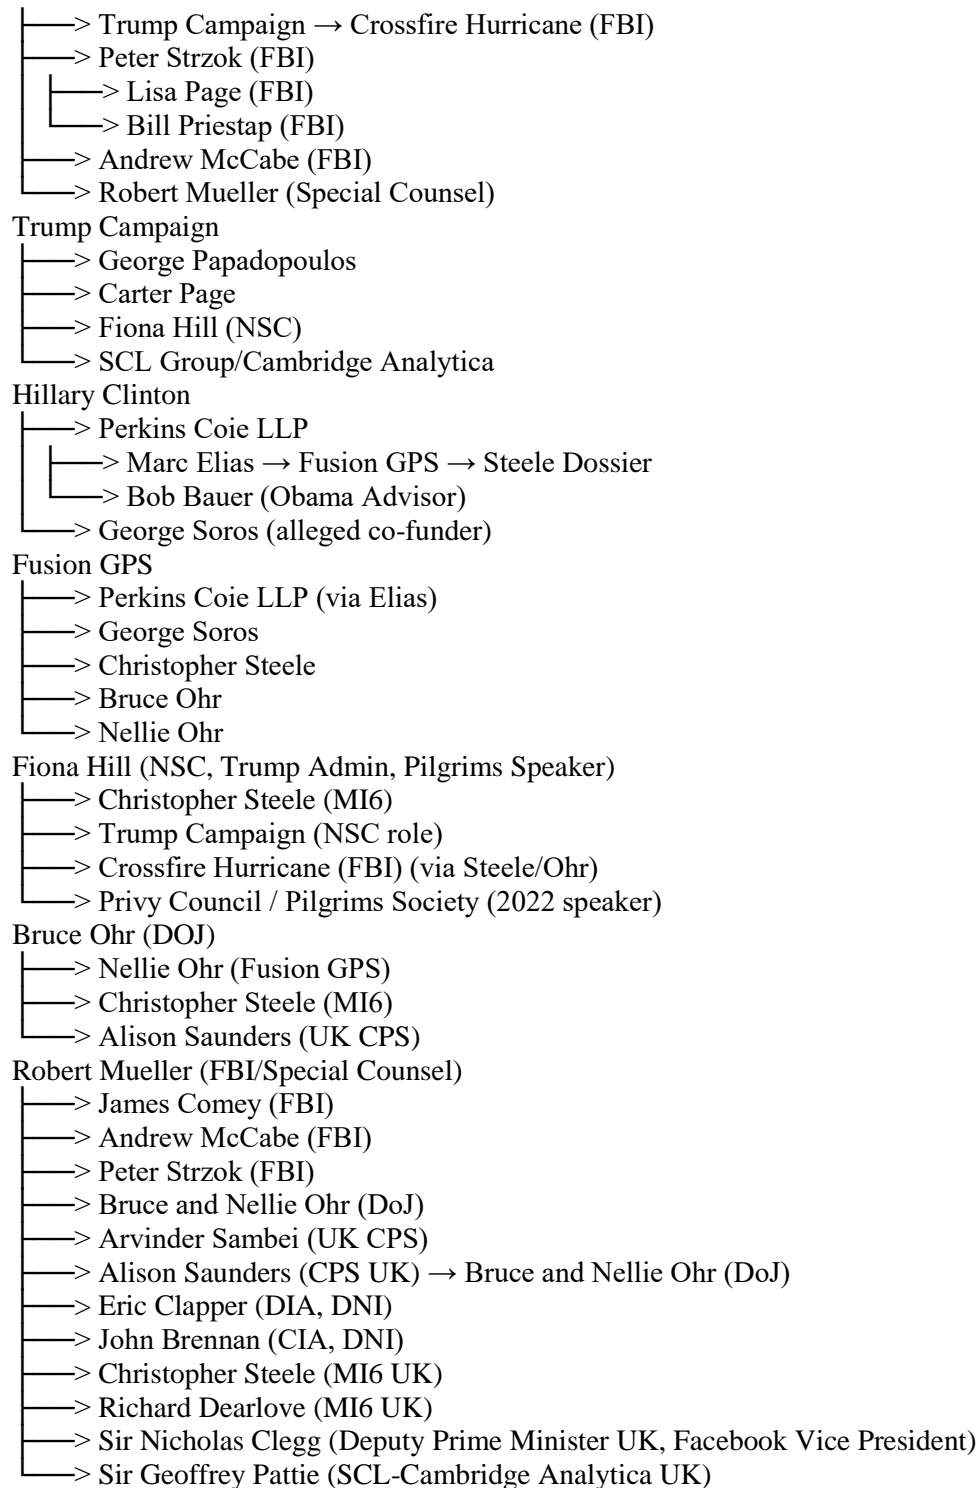 ├──> Trump Campaign → Crossfire Hurricane (FBI)
├──> Peter Strzok (FBI)
│ ├──> Lisa Page (FBI)
│ └──> Bill Priestap (FBI)
├──> Andrew McCabe (FBI)
└──> Robert Mueller (Special Counsel)
Trump Campaign
├──> George Papadopoulos
├──> Carter Page
├──> Fiona Hill (NSC)
└──> SCL Group/Cambridge Analytica
Hillary Clinton
├──> Perkins Coie LLP
│ ├──> Marc Elias → Fusion GPS → Steele Dossier
│ └──> Bob Bauer (Obama Advisor)
└──> George Soros (alleged co-funder)
Fusion GPS
├──> Perkins Coie LLP (via Elias)
├──> George Soros
├──> Christopher Steele
├──> Bruce Ohr
└──> Nellie Ohr
Fiona Hill (NSC, Trump Admin, Pilgrims Speaker)
├──> Christopher Steele (MI6)
├──> Trump Campaign (NSC role)
├──> Crossfire Hurricane (FBI) (via Steele/Ohr)
└──> Privy Council / Pilgrims Society (2022 speaker)
Bruce Ohr (DOJ)
├──> Nellie Ohr (Fusion GPS)
├──> Christopher Steele (MI6)
└──> Alison Saunders (UK CPS)
Robert Mueller (FBI/Special Counsel)
├──> James Comey (FBI)
├──> Andrew McCabe (FBI)
├──> Peter Strzok (FBI)
├──> Bruce and Nellie Ohr (DoJ)
├──> Arvinder Sambei (UK CPS)
├──> Alison Saunders (CPS UK) → Bruce and Nellie Ohr (DoJ)
├──> Eric Clapper (DIA, DNI)
├──> John Brennan (CIA, DNI)
├──> Christopher Steele (MI6 UK)
├──> Richard Dearlove (MI6 UK)
├──> Sir Nicholas Clegg (Deputy Prime Minister UK, Facebook Vice President)
└──> Sir Geoffrey Pattie (SCL-Cambridge Analytica UK)